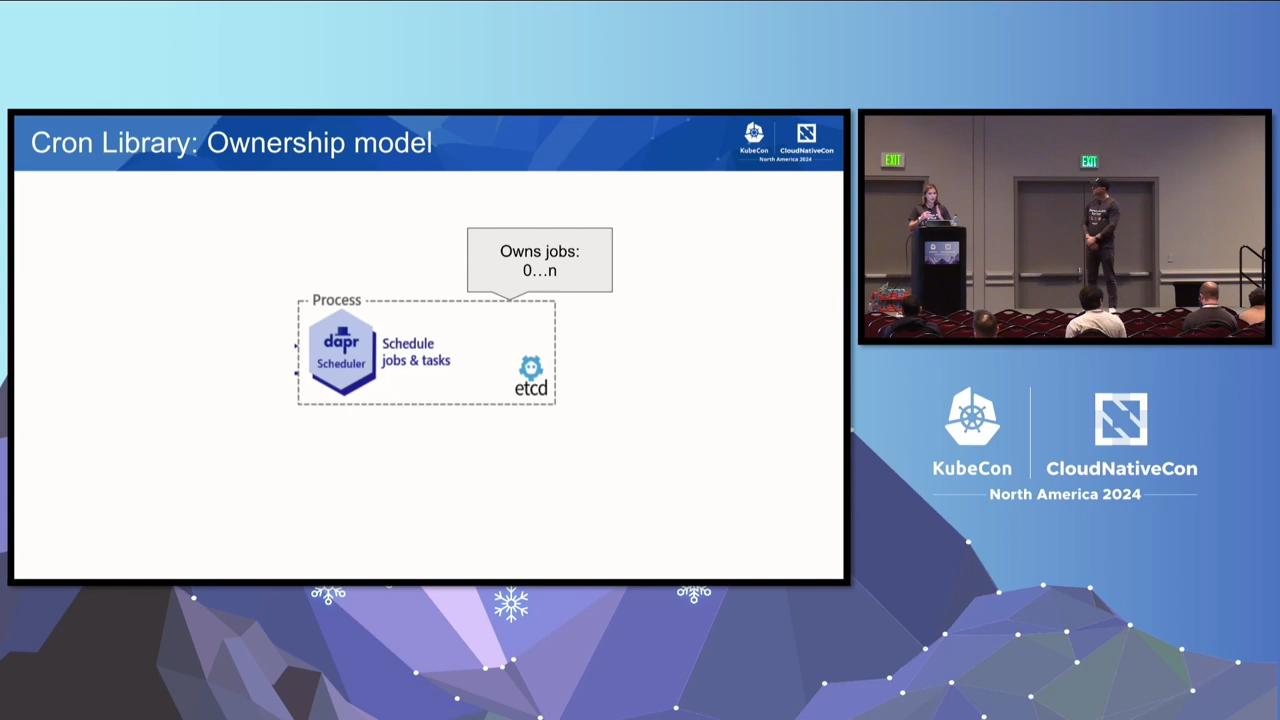 Cron Library: Ownership model
KubeCon
CloudNativeCon
North America 2024
Owns jobs:
0...n
Process
dapr
Scheduler
Schedule
jobs & tasks
etcd
EXIT
EXIT
KubeCon
CloudNativeCon
North America 2024